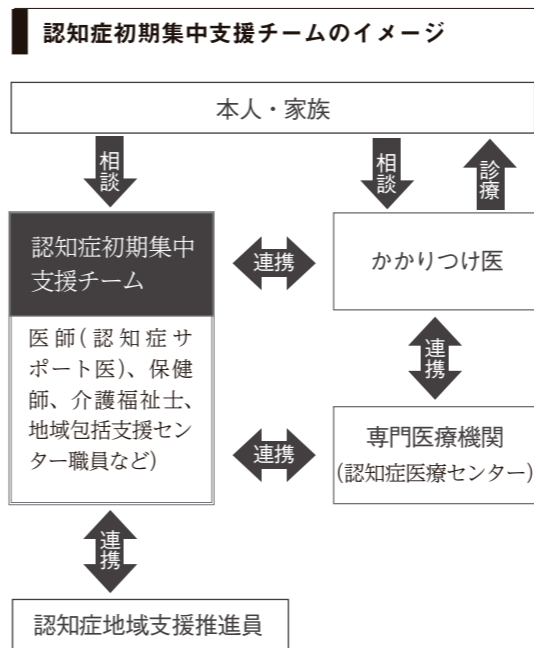 認知症初期集中支援チームのイメージ
本人・家族
相談
相談
診療
認知症初期集中
支援チーム
連携
かかりつけ医
医師(認知症サ
ポート医)、保健
師、介護福祉士、
地域包括支援セン
ター職員など)
連携
連携
専門医療機関
(認知症医療センター)
連携
認知症地域支援推進員